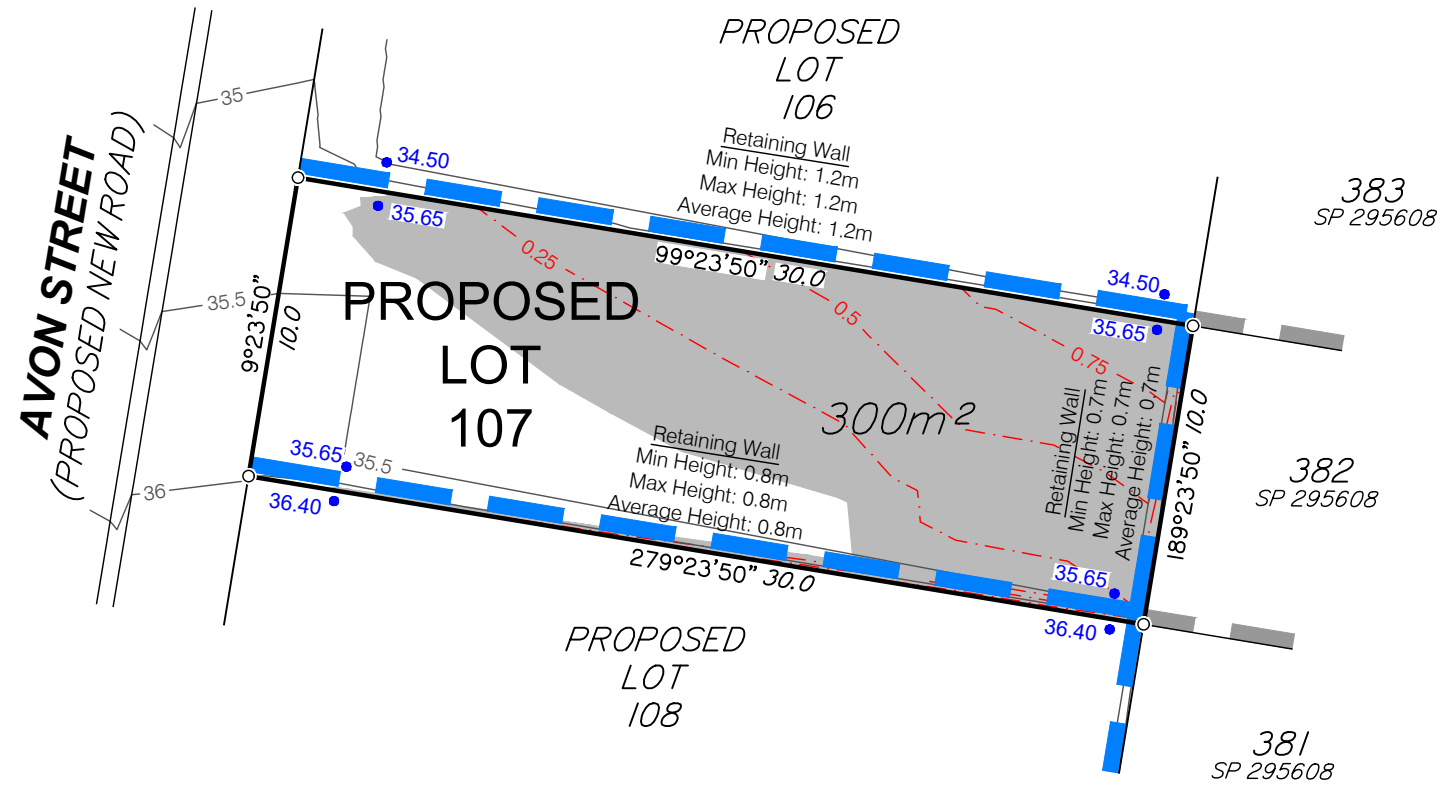 PROPOSED
LOT
106
Retaining Wall
Min Height: 1.2m
Max Height: 1.2m
Average Height: 1.2m
383
SP 295608
35
AVON STREET
(PROPOSED NEW ROAD)
34.50
35.65
99°23'50" 30.0
34.50
35.65
0.25
0.5
0.75
35.5
9°23'50"
10.0
PROPOSED
LOT
107
300m²
Retaining Wall
Min Height: 0.7m
Max Height: 0.7m
Average Height: 0.7m
189°23'50" 10.0
382
SP 295608
Retaining Wall
Min Height: 0.8m
Max Height: 0.8m
Average Height: 0.8m
35.65
35.5
36
36.40
279°23'50" 30.0
35.65
36.40
PROPOSED
LOT
108
381
SP 295608